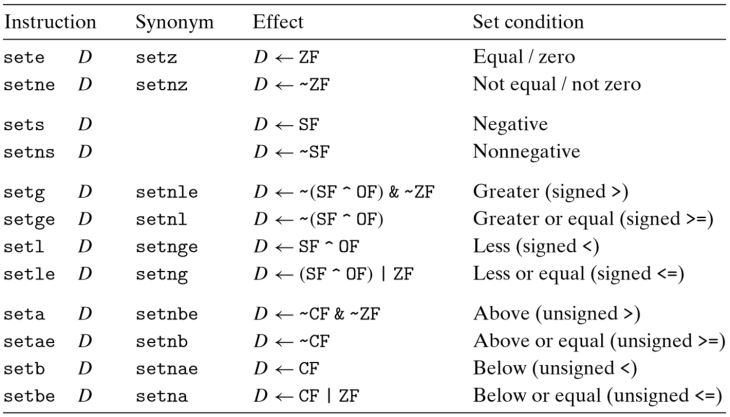 Instruction Synonym Effect Set condition
sete D setz D ← ZF Equal / zero
setne D setnz D ← ~ZF Not equal / not zero
sets D D ← SF Negative
setns D D ← ~SF Nonnegative
setg D setnle D ← ~(SF ^ OF) & ~ZF Greater (signed >)
setge D setnl D ← ~(SF ^ OF) Greater or equal (signed >=)
setl D setnge D ← SF ^ OF Less (signed <)
setle D setng D ← (SF ^ OF) | ZF Less or equal (signed <=)
seta D setnbe D ← ~CF & ~ZF Above (unsigned >)
setae D setnb D ← ~CF Above or equal (unsigned >=)
setb D setnae D ← CF Below (unsigned <)
setbe D setna D ← CF | ZF Below or equal (unsigned <=)